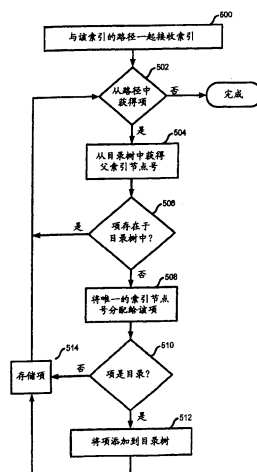 500
与该索引的路径一起接收索引
502
从路径中
获得项
否
完成
是
504
从目录树中获得
父索引节点号
506
项存在于
目录树中?
是
否
508
将唯一的索引节点
号分配给该项
510
514
存储项
否
项是目录?
是
512
将项添加到目录树